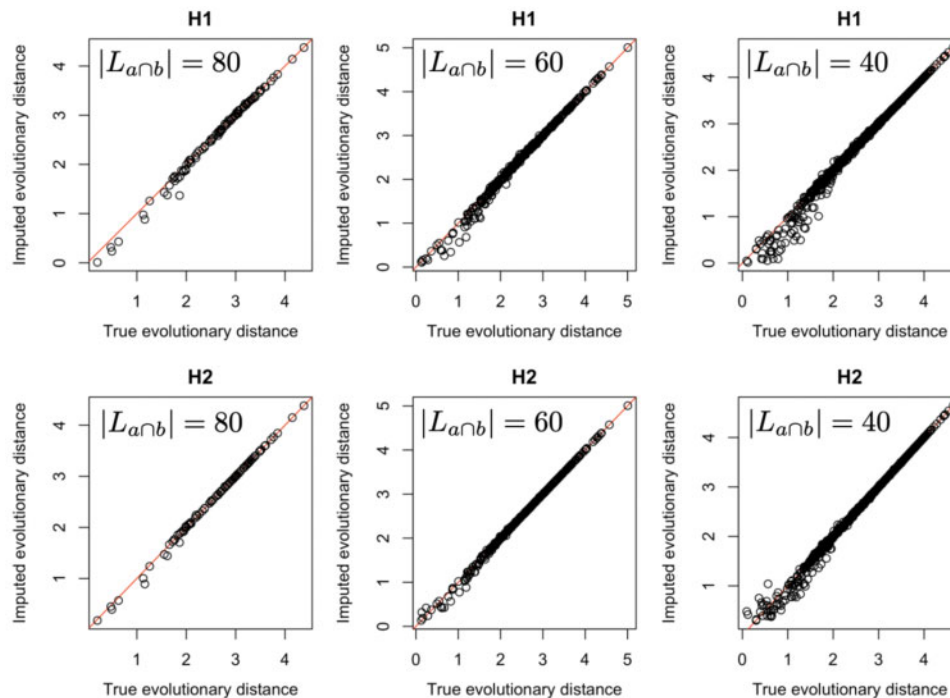 H1
H1
H1
|L_{a∩b}| = 80
|L_{a∩b}| = 60
|L_{a∩b}| = 40
Imputed evolutionary distance
0 1 2 3 4
1 2 3 4
True evolutionary distance
Imputed evolutionary distance
0 1 2 3 4 5
0 1 2 3 4 5
True evolutionary distance
Imputed evolutionary distance
0 1 2 3 4
0 1 2 3 4
True evolutionary distance
H2
H2
H2
|L_{a∩b}| = 80
|L_{a∩b}| = 60
|L_{a∩b}| = 40
Imputed evolutionary distance
1 2 3 4
1 2 3 4
True evolutionary distance
Imputed evolutionary distance
0 1 2 3 4 5
0 1 2 3 4 5
True evolutionary distance
Imputed evolutionary distance
1 2 3 4
0 1 2 3 4
True evolutionary distance